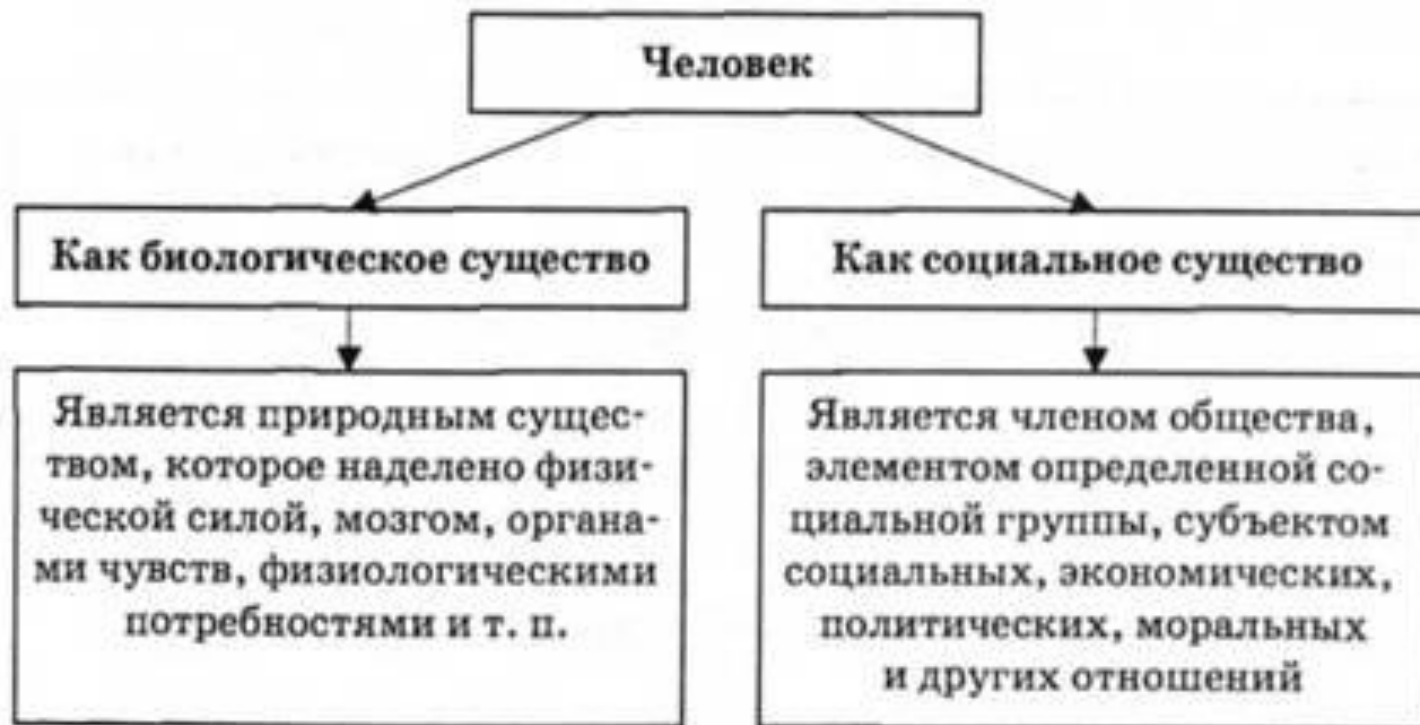 Человек
Как биологическое существо
Как социальное существо
Является природным сущес-
твом, которое наделено физи-
ческой силой, мозгом, органа-
ми чувств, физиологическими
потребностями и т. п.
Является членом общества,
элементом определенной со-
циальной группы, субъектом
социальных, экономических,
политических, моральных
и других отношений